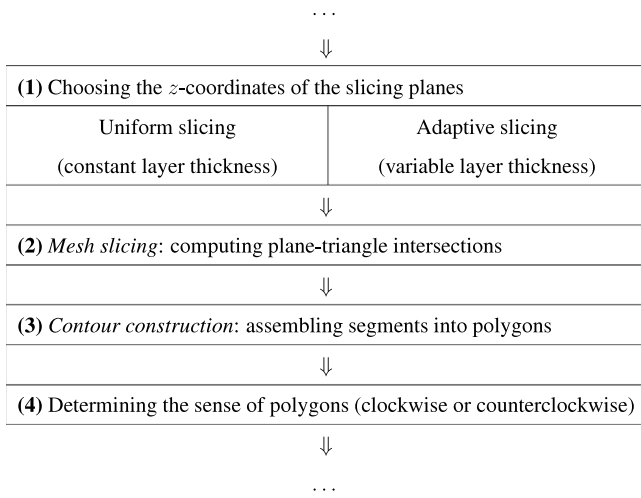 ...
⇓
(1) Choosing the z-coordinates of the slicing planes
Uniform slicing
(constant layer thickness)
Adaptive slicing
(variable layer thickness)
⇓
(2) Mesh slicing: computing plane-triangle intersections
⇓
(3) Contour construction: assembling segments into polygons
⇓
(4) Determining the sense of polygons (clockwise or counterclockwise)
⇓
...